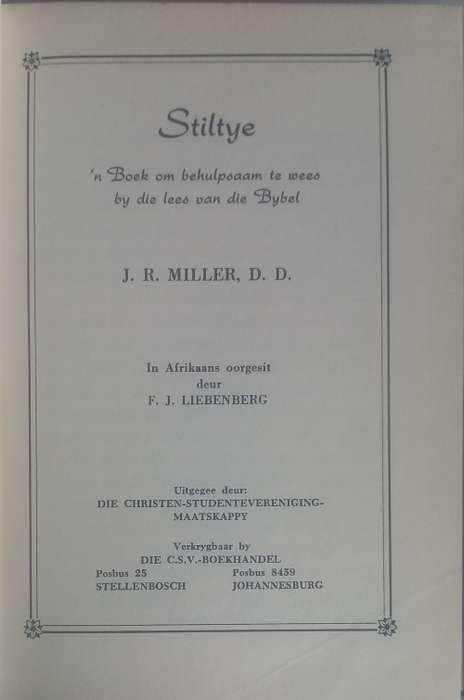 Stiltye
'n Boek om behulpsaam te wees
by die lees van die Bybel
J. R. MILLER, D. D.
In Afrikaans oorgesit
deur
F. J. LIEBENBERG
Uitgegee deur:
DIE CHRISTEN-STUDENTEVERENIGING-
MAATSKAPPY
Verkrygbaar by
DIE C.S.V.-BOEKHANDEL
Posbus 25 Posbus 8459
STELLENBOSCH JOHANNESBURG